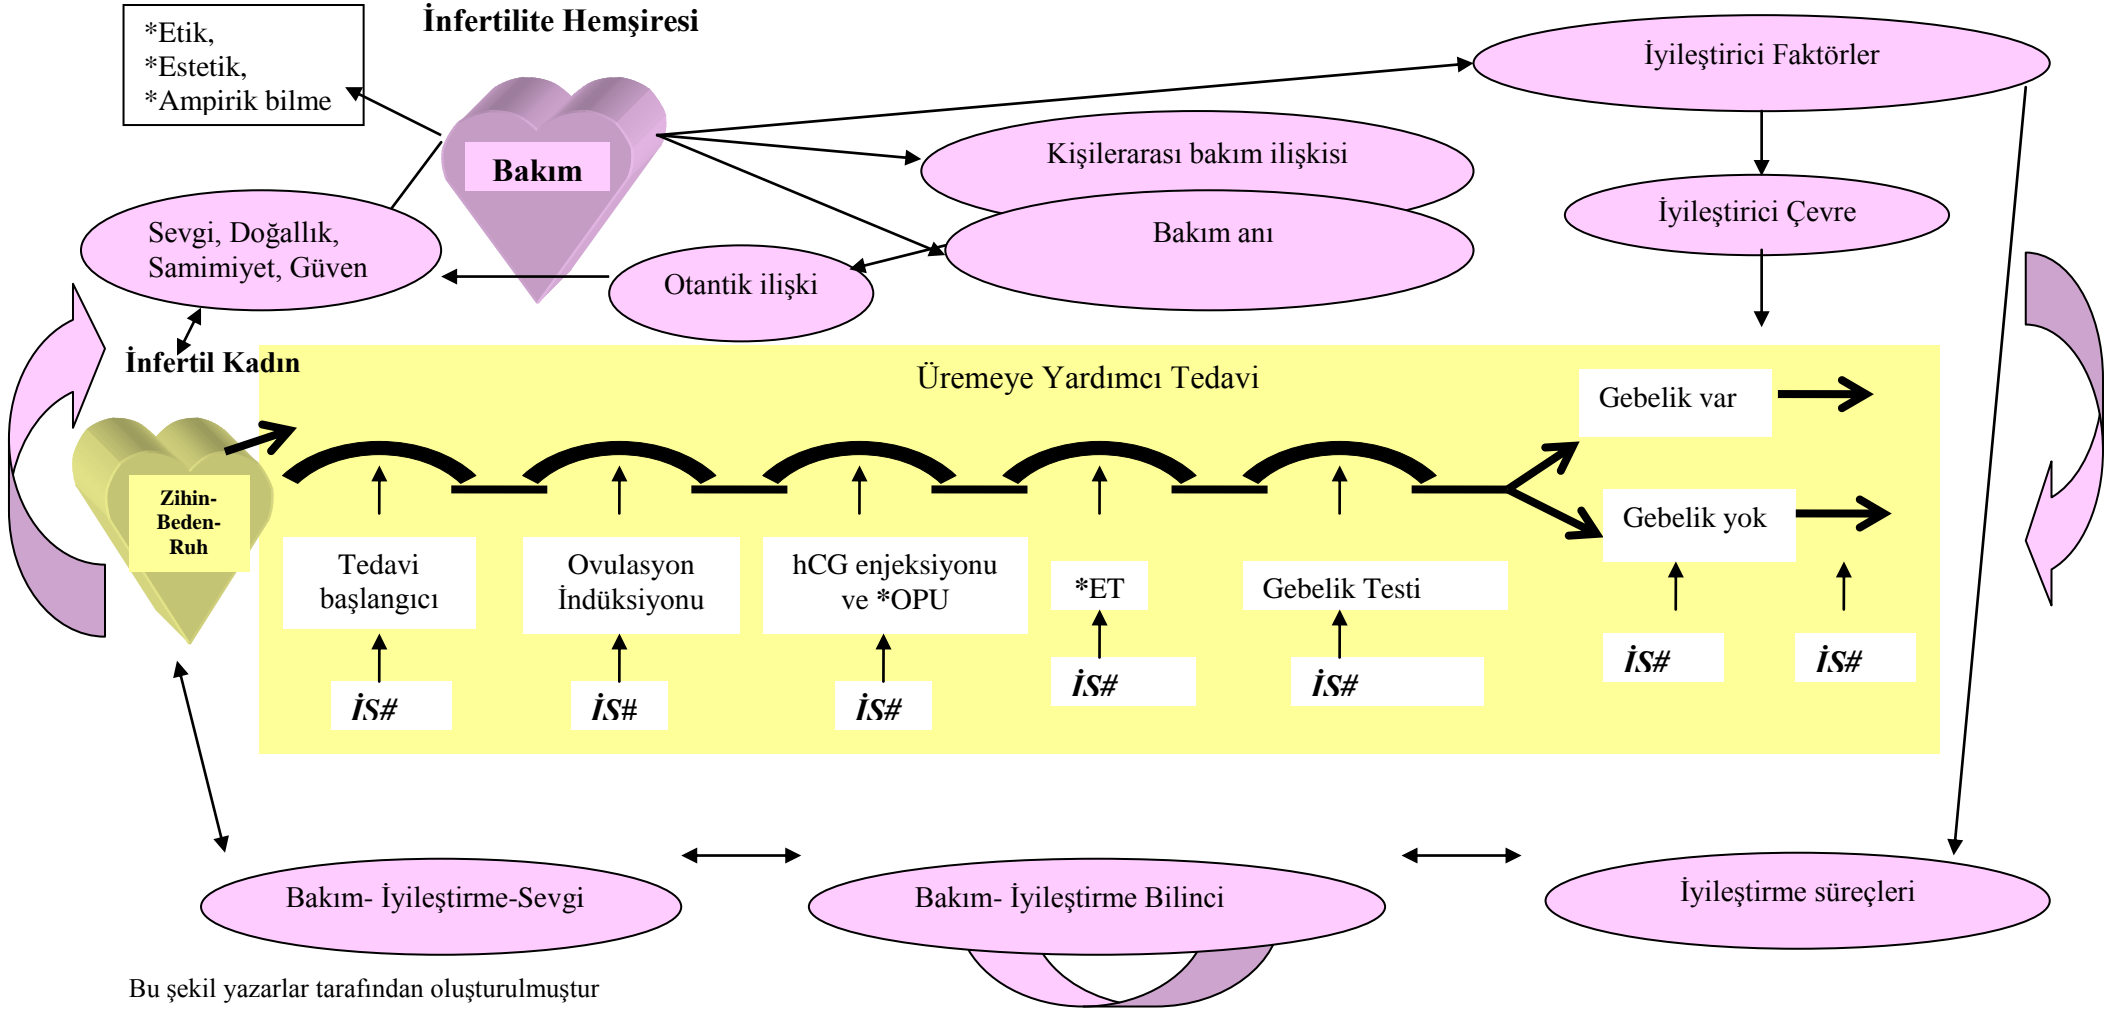 İnfertilite Hemşiresi
*Etik,
*Estetik,
*Ampirik bilme
İyileştirici Faktörler
Bakım
Kişilerarası bakım ilişkisi
İyileştirici Çevre
Sevgi, Doğallık,
Samimiyet, Güven
Bakım anı
Otantik ilişki
İnfertil Kadın
Üremeye Yardımcı Tedavi
Gebelik var
Zihin-
Beden-
Ruh
Gebelik yok
Tedavi
başlangıcı
Ovulasyon
İndüksiyonu
hCG enjeksiyonu
ve *OPU
*ET
Gebelik Testi
İS#
İS#
İS#
İS#
İS#
İS#
İS#
Bakım- İyileştirme-Sevgi
Bakım- İyileştirme Bilinci
İyileştirme süreçleri
Bu şekil yazarlar tarafından oluşturulmuştur